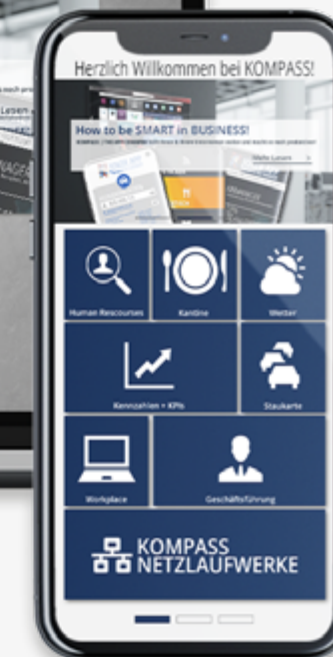 Herzlich Willkommen bei KOMPASS!
How to be SMART in BUSINESS!
Mehr Lesen >
Human Rescourses
Kantine
Wetter
Kennzahlen + KPIs
Staukarte
Workplace
Geschäftsführung
KOMPASS
NETZLAUFWERKE